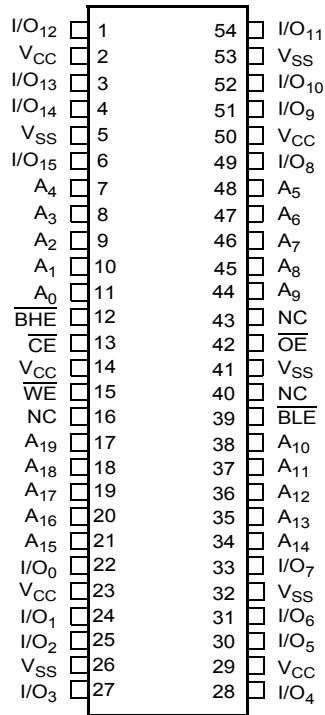 I/O12 1 54 I/O11
VCC 2 53 VSS
I/O13 3 52 I/O10
I/O14 4 51 I/O9
VSS 5 50 VCC
I/O15 6 49 I/O8
A4 7 48 A5
A3 8 47 A6
A2 9 46 A7
A1 10 45 A8
A0 11 44 A9
BHE 12 43 NC
CE 13 42 OE
VCC 14 41 VSS
WE 15 40 NC
NC 16 39 BLE
A19 17 38 A10
A18 18 37 A11
A17 19 36 A12
A16 20 35 A13
A15 21 34 A14
I/O0 22 33 I/O7
VCC 23 32 VSS
I/O1 24 31 I/O6
I/O2 25 30 I/O5
VSS 26 29 VCC
I/O3 27 28 I/O4